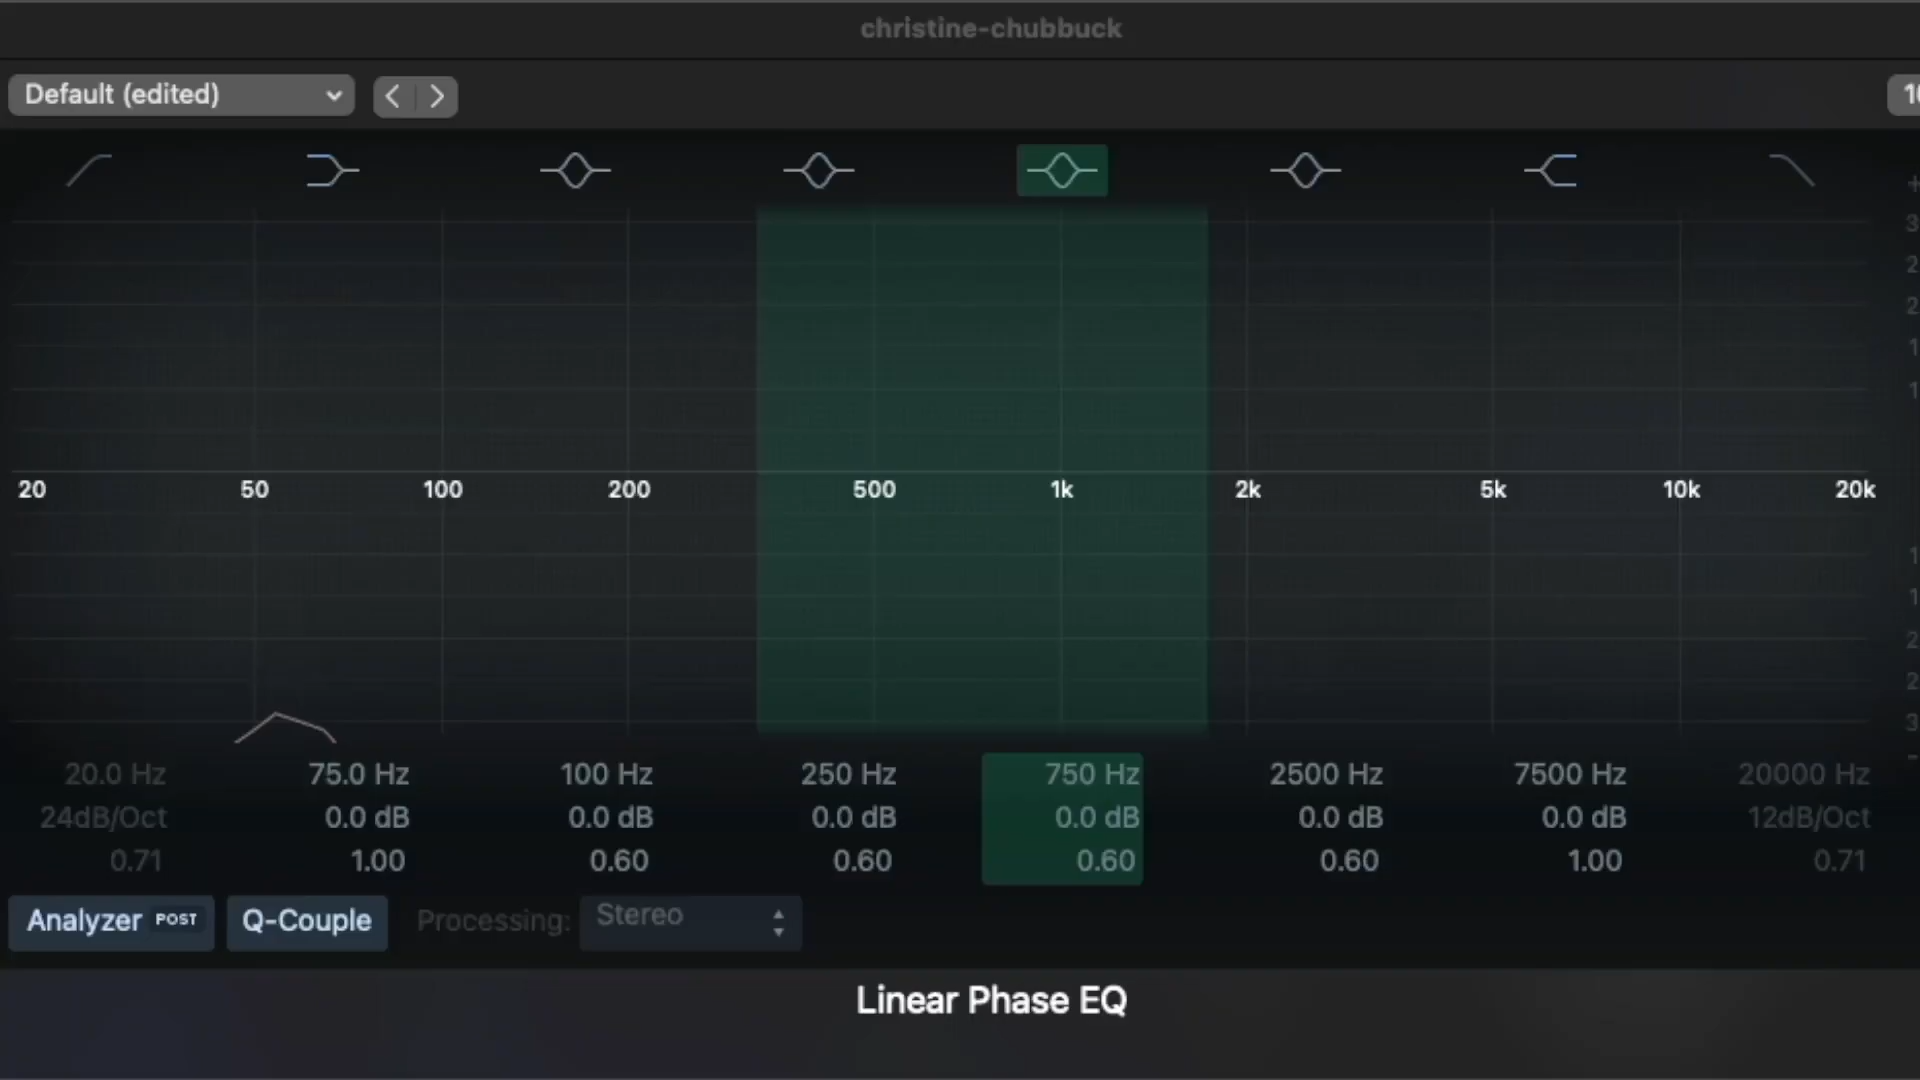 christine-chubbuck
Default (edited)
20 50 100 200 500 1k 2k 5k 10k 20k
20.0 Hz 75.0 Hz 100 Hz 250 Hz 750 Hz 2500 Hz 7500 Hz 20000 Hz
24dB/Oct 0.0 dB 0.0 dB 0.0 dB 0.0 dB 0.0 dB 0.0 dB 12dB/Oct
0.71 1.00 0.60 0.60 0.60 0.60 1.00 0.71
Analyzer POST Q-Couple Processing: Stereo
Linear Phase EQ